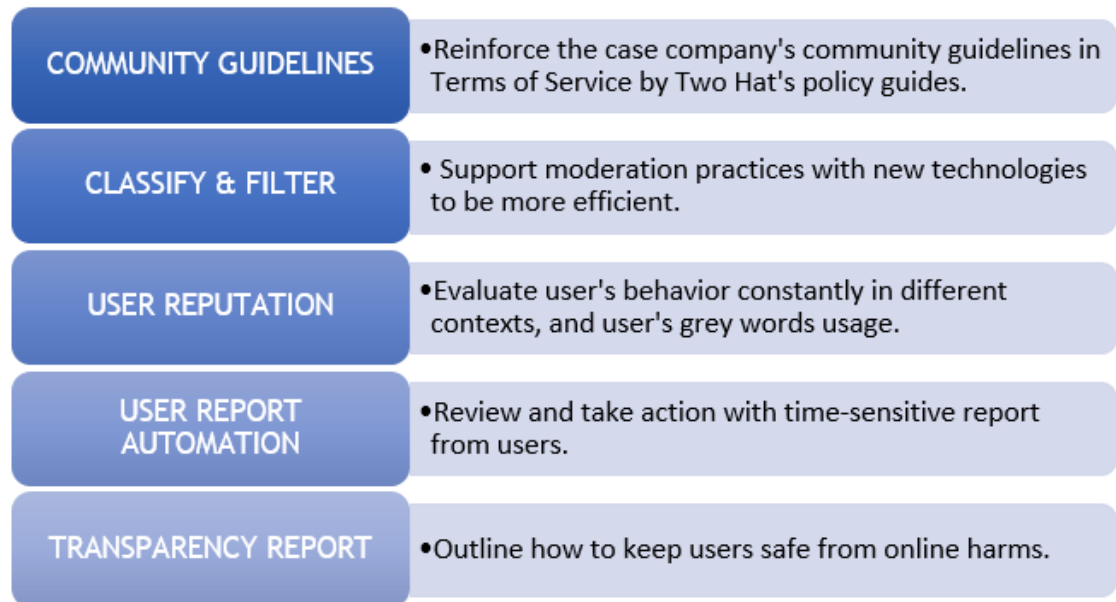 COMMUNITY GUIDELINES
•Reinforce the case company's community guidelines in
Terms of Service by Two Hat's policy guides.
CLASSIFY & FILTER
• Support moderation practices with new technologies
to be more efficient.
USER REPUTATION
•Evaluate user's behavior constantly in different
contexts, and user's grey words usage.
USER REPORT
AUTOMATION
•Review and take action with time-sensitive report
from users.
TRANSPARENCY REPORT
•Outline how to keep users safe from online harms.